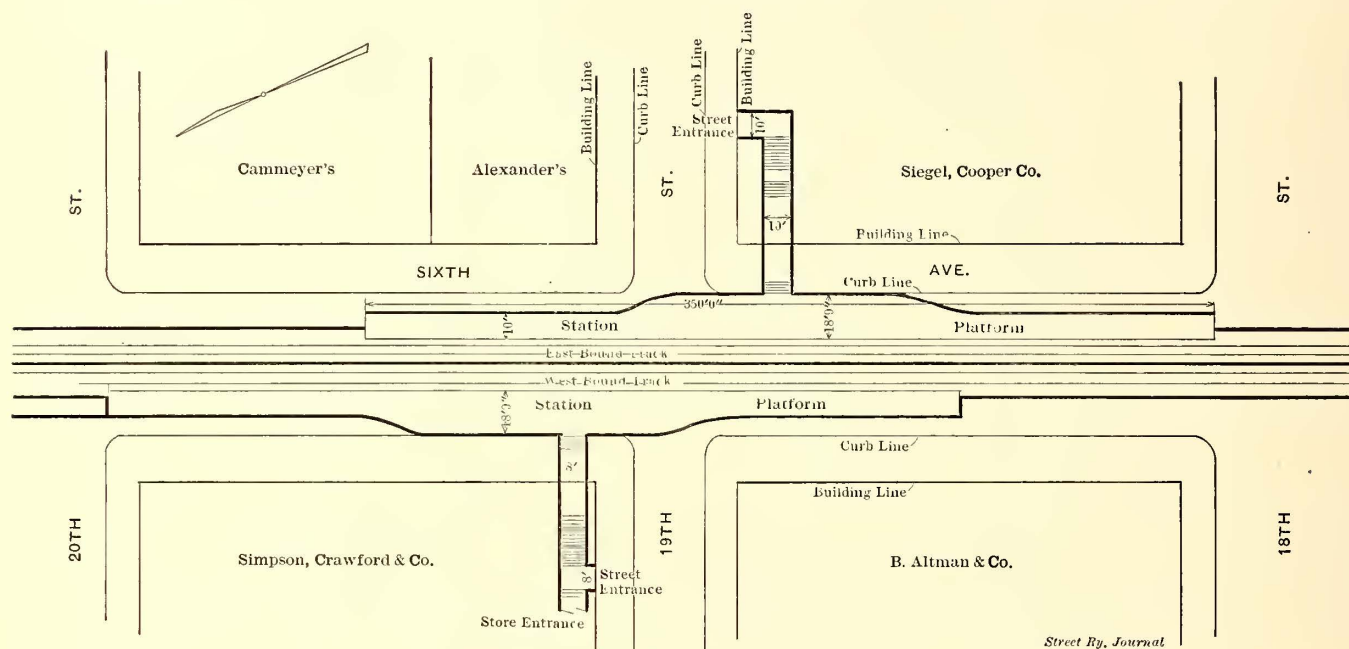 Building Line
Curb Line
Curb Line
Building Line
Street
Entrance
10'
Cammeyer's
Alexander's
Siegel, Cooper Co.
ST.
ST.
ST.
10'
Building Line
SIXTH
AVE.
Curb Line
350'0"
10"
Station
18'9"
Platform
East Bound Track
West Bound Track
Station
Platform
8'
Curb Line
Building Line
20TH
19TH
18TH
Simpson, Crawford & Co.
B. Altman & Co.
8'
Street
Entrance
Store Entrance
Street Ry. Journal